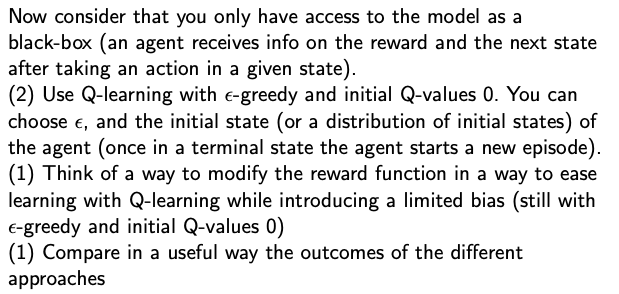 Now consider that you only have access to the model as a
black-box (an agent receives info on the reward and the next state
after taking an action in a given state).
(2) Use Q-learning with ϵ-greedy and initial Q-values 0. You can
choose ϵ, and the initial state (or a distribution of initial states) of
the agent (once in a terminal state the agent starts a new episode).
(1) Think of a way to modify the reward function in a way to ease
learning with Q-learning while introducing a limited bias (still with
ϵ-greedy and initial Q-values 0)
(1) Compare in a useful way the outcomes of the different
approaches